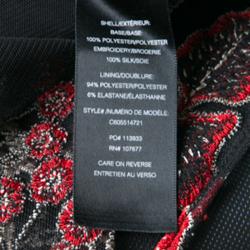 SHELL/EXTÉRIEUR:
BASE/BASE:
100% POLYESTER/POLYESTER
EMBROIDERY/BRODERIE:
100% SILK/SOIE
LINING/DOUBLURE:
94% POLYESTER/POLYESTER
6% ELASTANE/ÉLASTHANNE
STYLE# /NUMÉRO DE MODÈLE:
C605514721
PO# 113933
RN# 107677
CARE ON REVERSE
ENTRETIEN AU VERSO